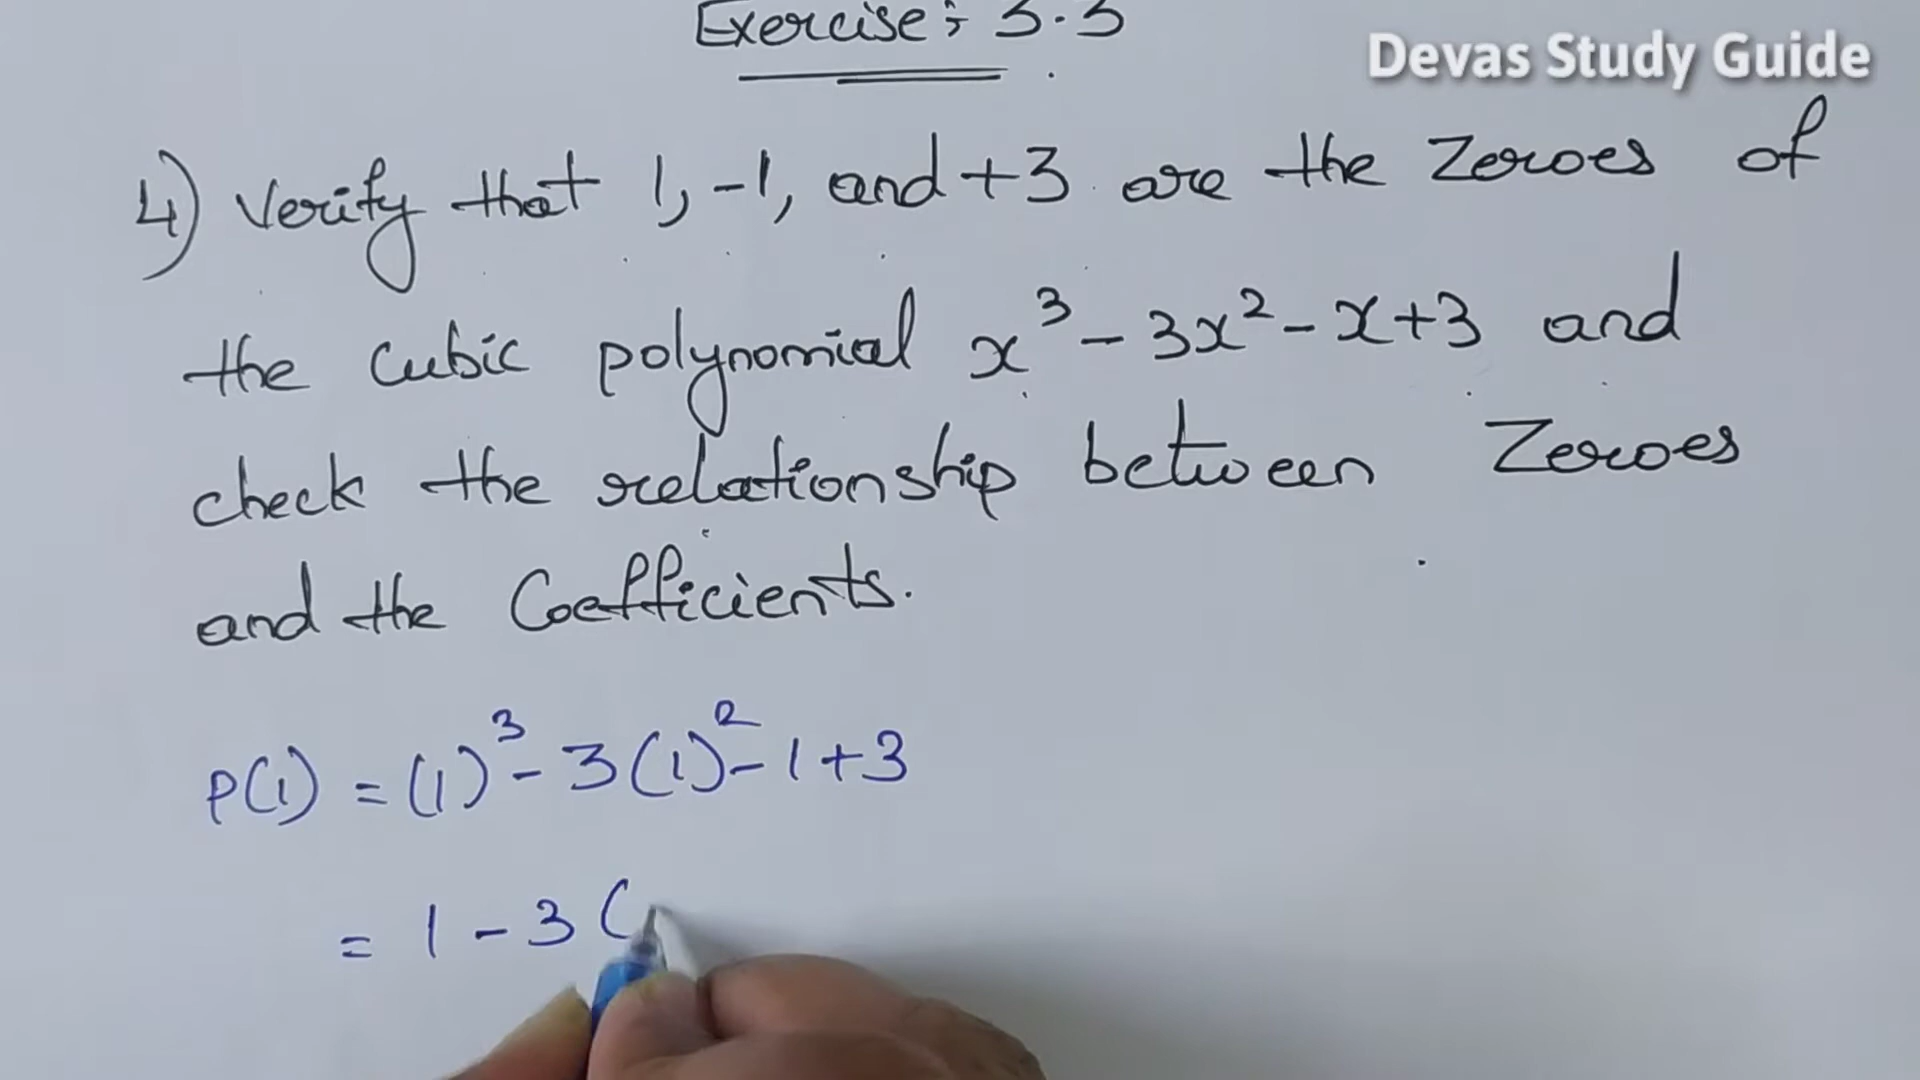 Exercise: 3.3
Devas Study Guide
4) Verify that 1, -1, and +3 are the Zeroes of
the Cubic polynomial x³ - 3x² - x + 3 and
check the relationship between Zeroes
and the Coefficients.
P(1) = (1)³ - 3(1)² - 1 + 3
= 1 - 3 (